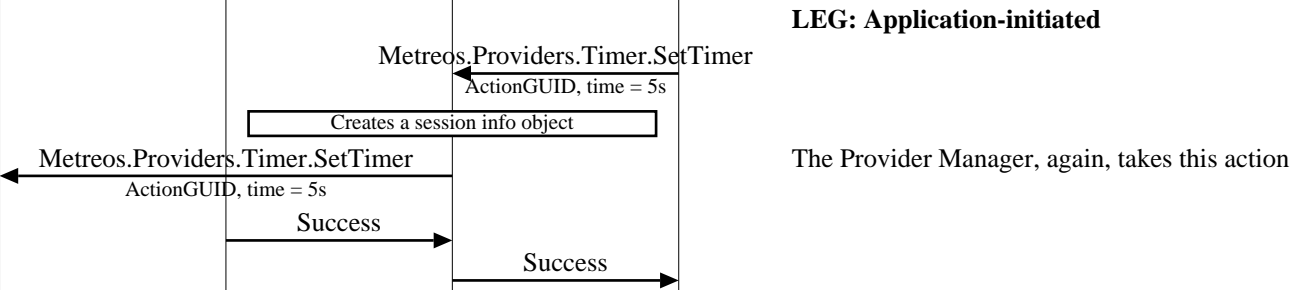 LEG: Application-initiated
Metreos.Providers.Timer.SetTimer
ActionGUID, time = 5s
Creates a session info object
Metreos.Providers.Timer.SetTimer
The Provider Manager, again, takes this action
ActionGUID, time = 5s
Success
Success